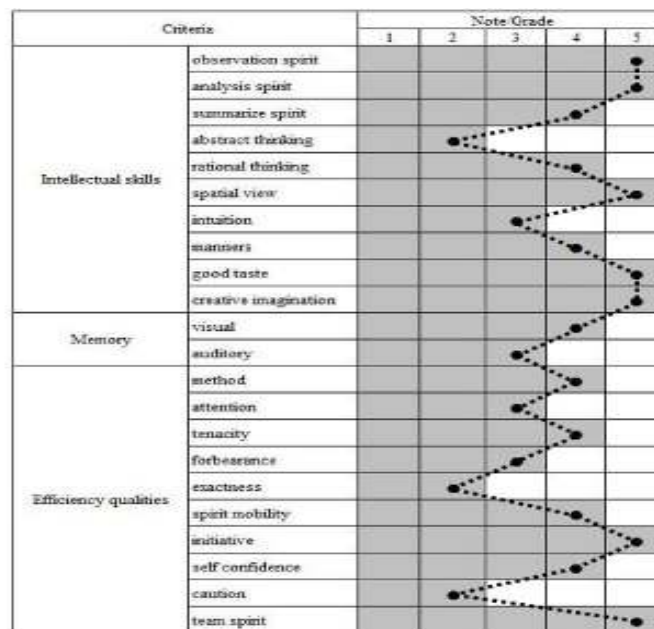 Criteria
Note/Grade
1 2 3 4 5
Intellectual skills
observation spirit
analysis spirit
summarize spirit
abstract thinking
rational thinking
spatial view
intuition
manners
good taste
creative imagination
Memory
visual
auditory
Efficiency qualities
method
attention
tenacity
forbearance
exactness
spirit mobility
initiative
self confidence
caution
team spirit